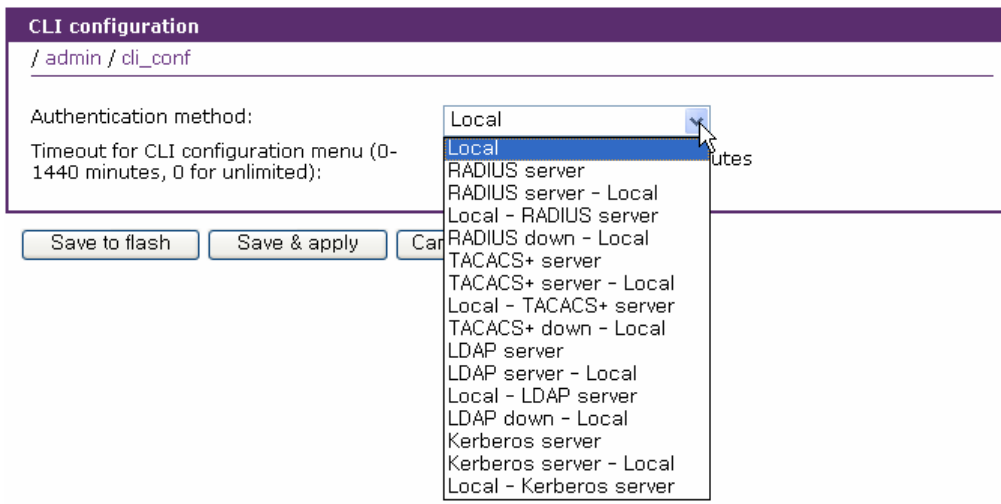 CLI configuration
/ admin / cli_conf
Authentication method:
Local
Timeout for CLI configuration menu (0-
1440 minutes, 0 for unlimited):
utes
Local
RADIUS server
RADIUS server - Local
Local - RADIUS server
RADIUS down - Local
TACACS+ server
TACACS+ server - Local
Local - TACACS+ server
TACACS+ down - Local
LDAP server
LDAP server - Local
Local - LDAP server
LDAP down - Local
Kerberos server
Kerberos server - Local
Local - Kerberos server
Save to flash
Save & apply